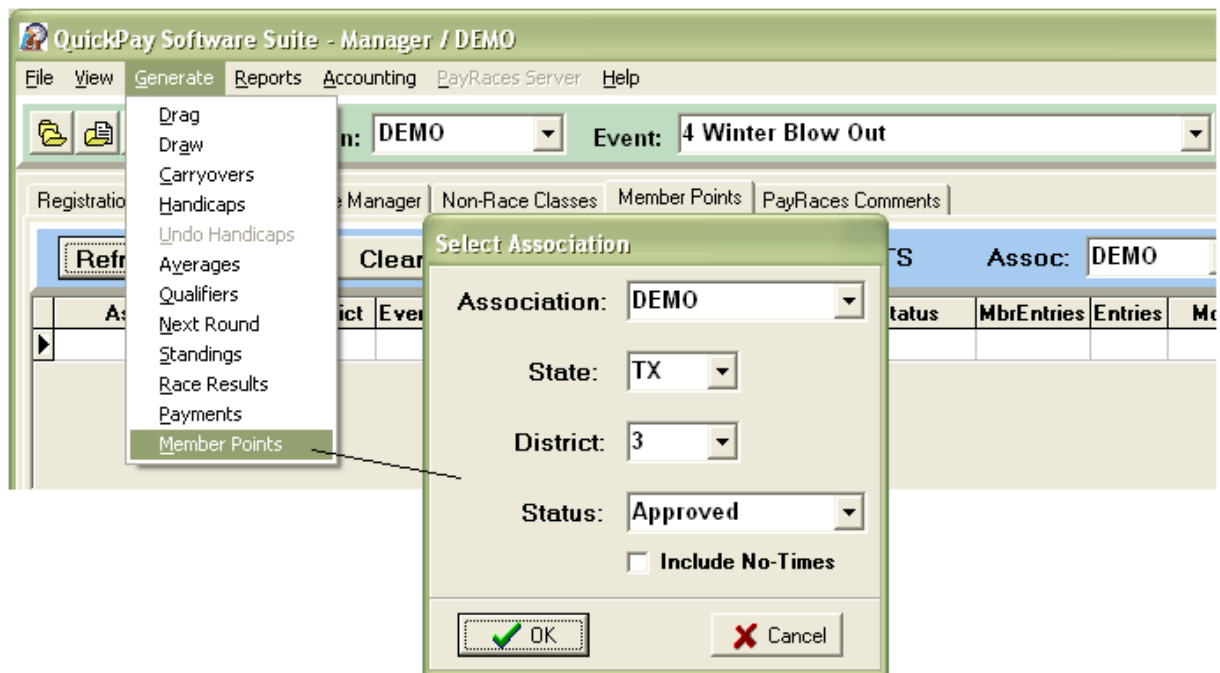 QuickPay Software Suite - Manager / DEMO
File View Generate Reports Accounting PayRaces Server Help
n: DEMO Event: 4 Winter Blow Out
Drag
Draw
Carryovers
Handicaps
Undo Handicaps
Averages
Qualifiers
Next Round
Standings
Race Results
Payments
Member Points
Registratio Manager Non-Race Classes Member Points PayRaces Comments
Refr Clear TS Assoc: DEMO
As ict Ever tatus MbrEntries Entries Mo
Select Association
Association: DEMO
State: TX
District: 3
Status: Approved
Include No-Times
OK Cancel